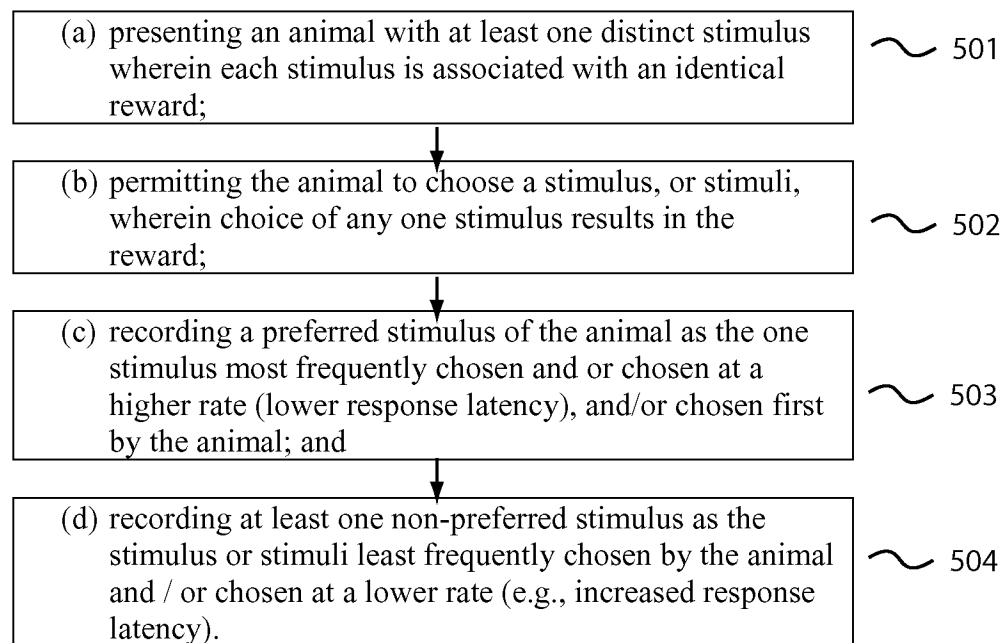 (a) presenting an animal with at least one distinct stimulus
wherein each stimulus is associated with an identical
reward;
501
(b) permitting the animal to choose a stimulus, or stimuli,
wherein choice of any one stimulus results in the
reward;
502
(c) recording a preferred stimulus of the animal as the one
stimulus most frequently chosen and or chosen at a
higher rate (lower response latency), and/or chosen first
by the animal; and
503
(d) recording at least one non-preferred stimulus as the
stimulus or stimuli least frequently chosen by the animal
and / or chosen at a lower rate (e.g., increased response
latency).
504